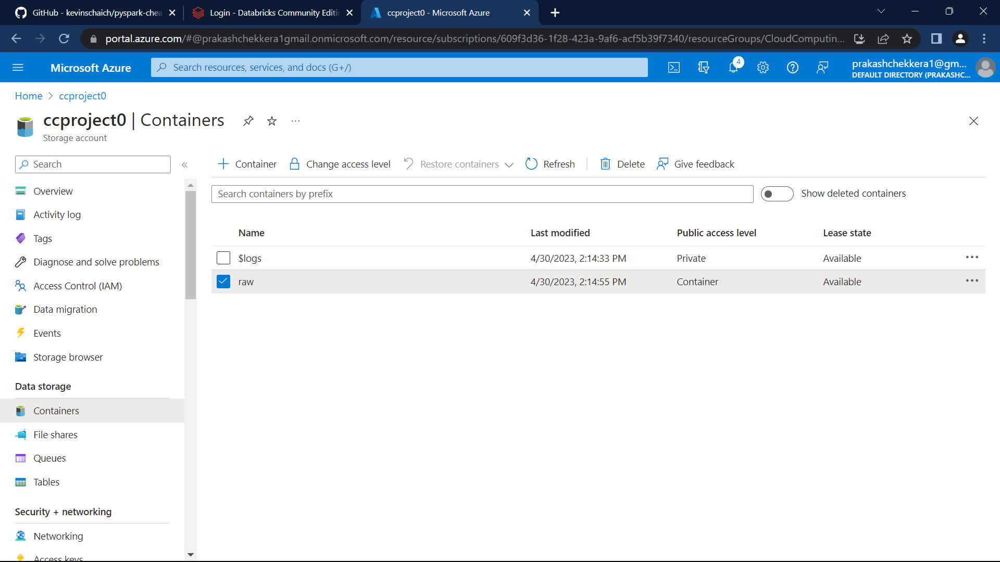 GitHub - kevinschaich/pyspark-chea
Login - Databricks Community Editi
ccproject0 - Microsoft Azure
portal.azure.com/#@prakashchekkera1gmail.onmicrosoft.com/resource/subscriptions/609f3d36-1f28-423a-9af6-acf5b39f7340/resourceGroups/CloudComputin...
Microsoft Azure
Search resources, services, and docs (G+/)
4
prakashchekkera1@gm...
DEFAULT DIRECTORY (PRAKASHC...
Home > ccproject0
ccproject0 | Containers
Storage account
Search
Container
Change access level
Restore containers
Refresh
Delete
Give feedback
Search containers by prefix
Show deleted containers
Name Last modified Public access level Lease state
$logs 4/30/2023, 2:14:33 PM Private Available
raw 4/30/2023, 2:14:55 PM Container Available
Overview
Activity log
Tags
Diagnose and solve problems
Access Control (IAM)
Data migration
Events
Storage browser
Data storage
Containers
File shares
Queues
Tables
Security + networking
Networking
Access keys